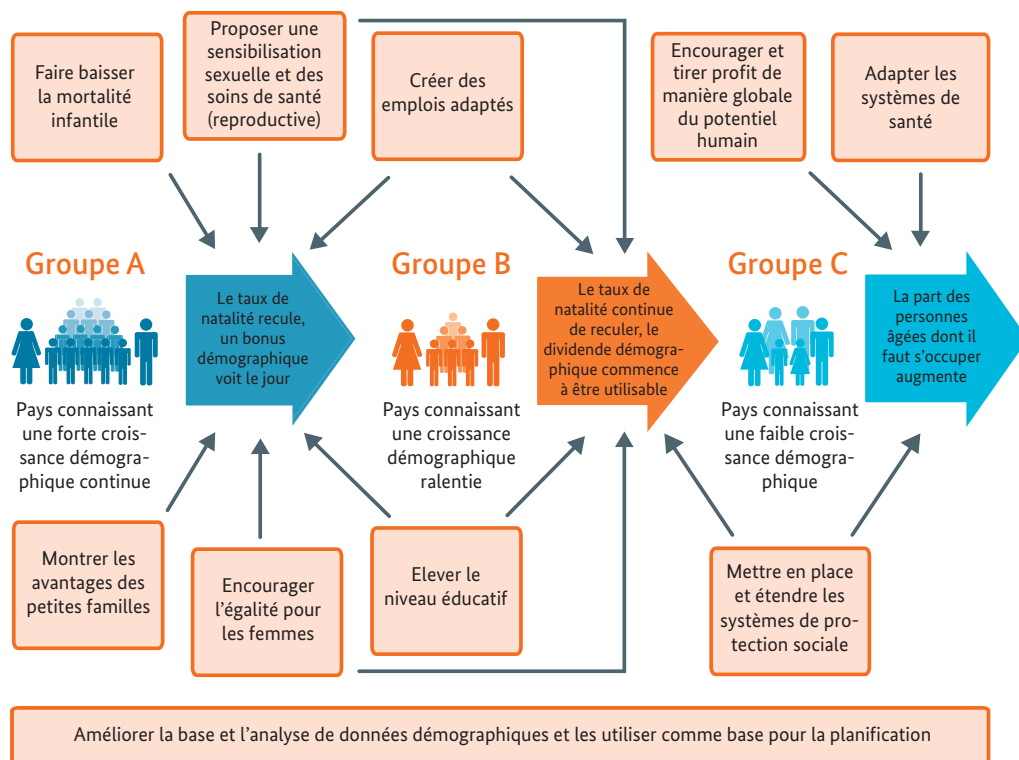 Faire baisser
la mortalité
infantile
Proposer une
sensibilisation
sexuelle et des
soins de santé
(reproductive)
Créer des
emplois adaptés
Encourager et
tirer profit de
manière globale
du potentiel
humain
Adapter les
systèmes de
santé
Groupe A
Pays connaissant
une forte crois-
sance démogra-
phique continue
Le taux de
natalité recule,
un bonus
démographique
voit le jour
Groupe B
Pays connaissant
une croissance
démographique
ralentie
Le taux de
natalité continue
de reculer, le
dividende démogra-
phique commence
à être utilisable
Groupe C
Pays connaissant
une faible crois-
sance démogra-
phique
La part des
personnes
âgées dont il
faut s'occuper
augmente
Montrer les
avantages des
petites familles
Encourager
l’égalité pour
les femmes
Elever le
niveau éducatif
Mettre en place
et étendre les
systèmes de pro-
tection sociale
Améliorer la base et l’analyse de données démographiques et les utiliser comme base pour la planification